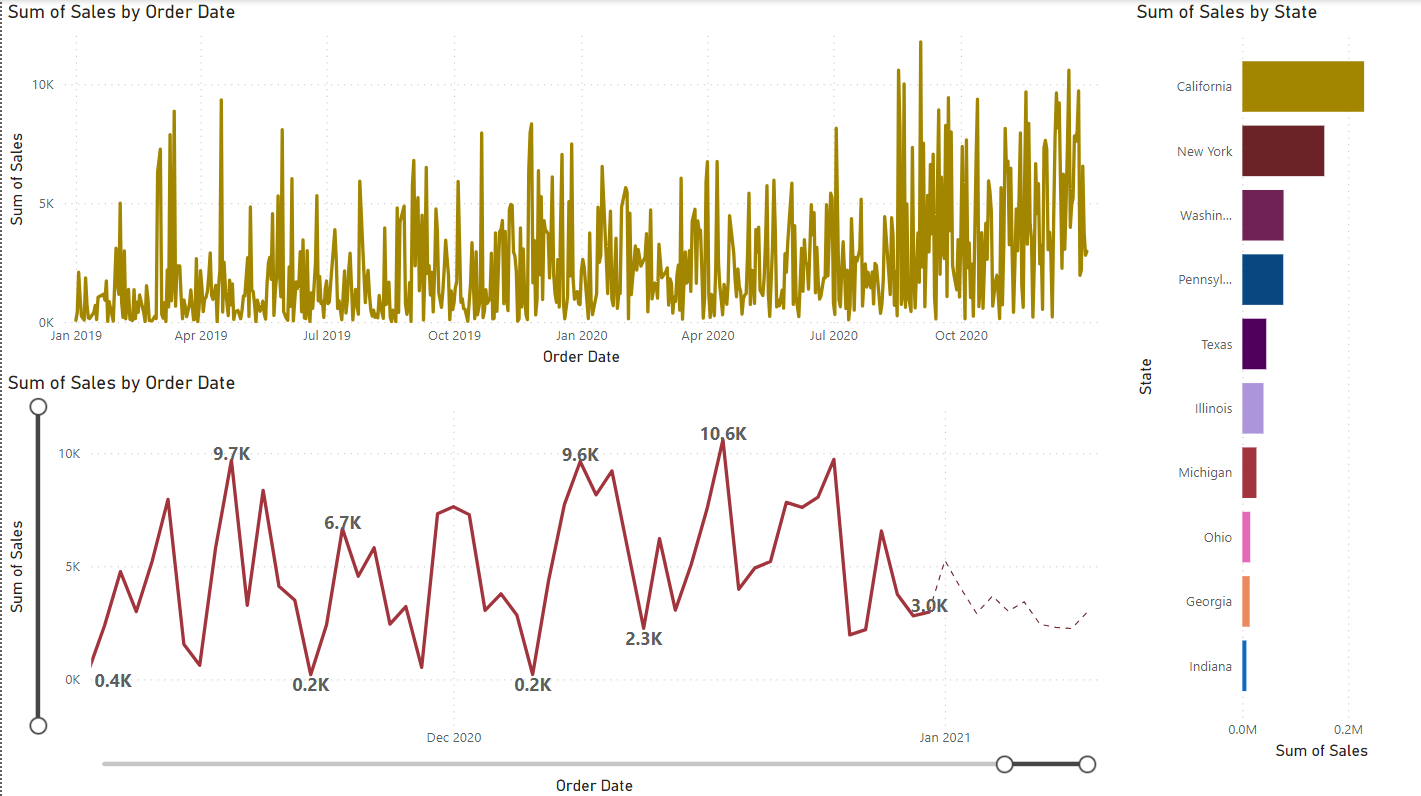 Sum of Sales by Order Date
10K
5K
0K
Sum of Sales
Jan 2019
Apr 2019
Jul 2019
Oct 2019
Jan 2020
Apr 2020
Jul 2020
Oct 2020
Order Date
Sum of Sales by Order Date
10K
5K
0K
Sum of Sales
0.4K
9.7K
0.2K
6.7K
0.2K
9.6K
2.3K
10.6K
3.0K
Dec 2020
Jan 2021
Order Date
Sum of Sales by State
State
California
New York
Washin...
Pennsyl...
Texas
Illinois
Michigan
Ohio
Georgia
Indiana
0.0M
0.2M
Sum of Sales